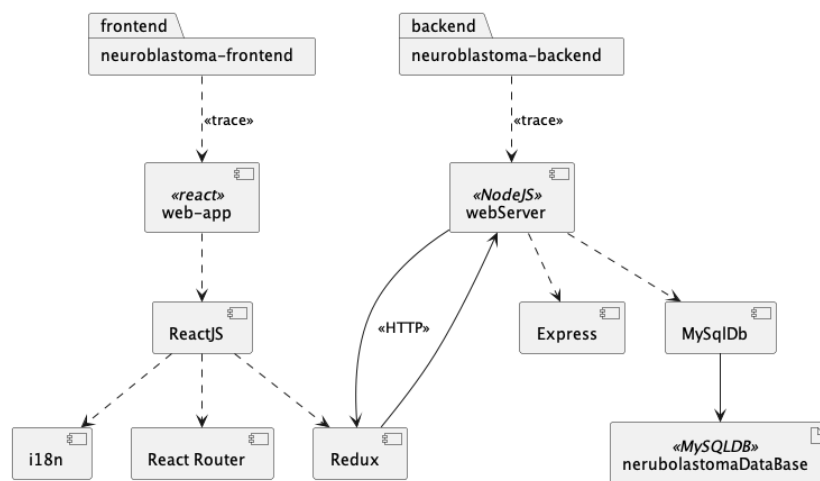 frontend
neuroblastoma-frontend
backend
neuroblastoma-backend
«trace»
«trace»
«react»
web-app
«NodeJS»
webServer
«HTTP»
ReactJS
Express
MySqlDb
i18n
React Router
Redux
«MySQLDB»
nerubolastomaDataBase